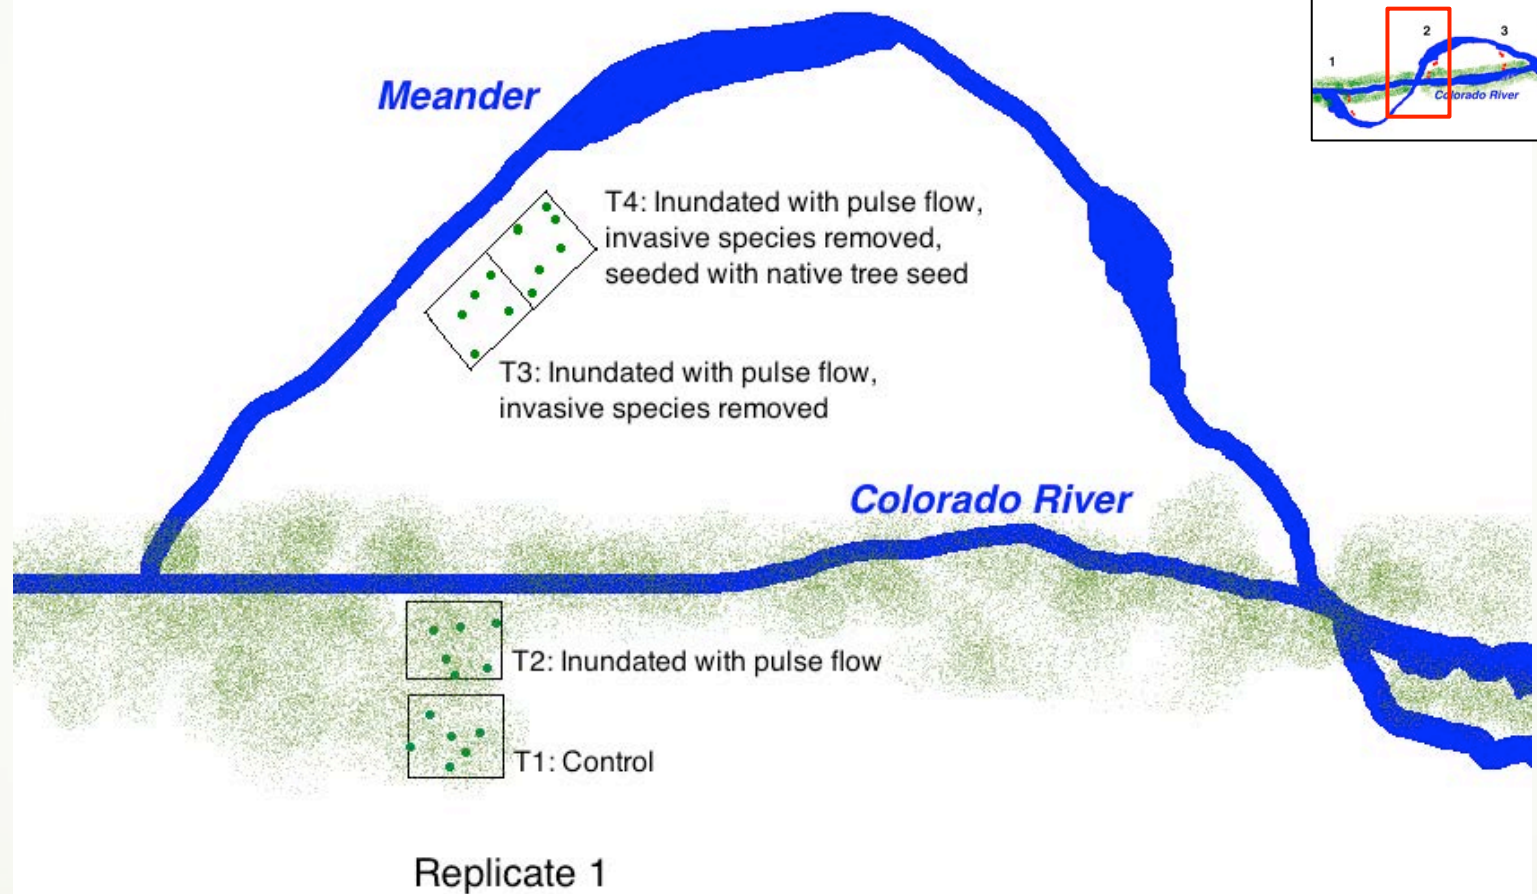 2
3
1
Colorado River
Meander
T4: Inundated with pulse flow,
invasive species removed,
seeded with native tree seed
T3: Inundated with pulse flow,
invasive species removed
Colorado River
T2: Inundated with pulse flow
T1: Control
Replicate 1